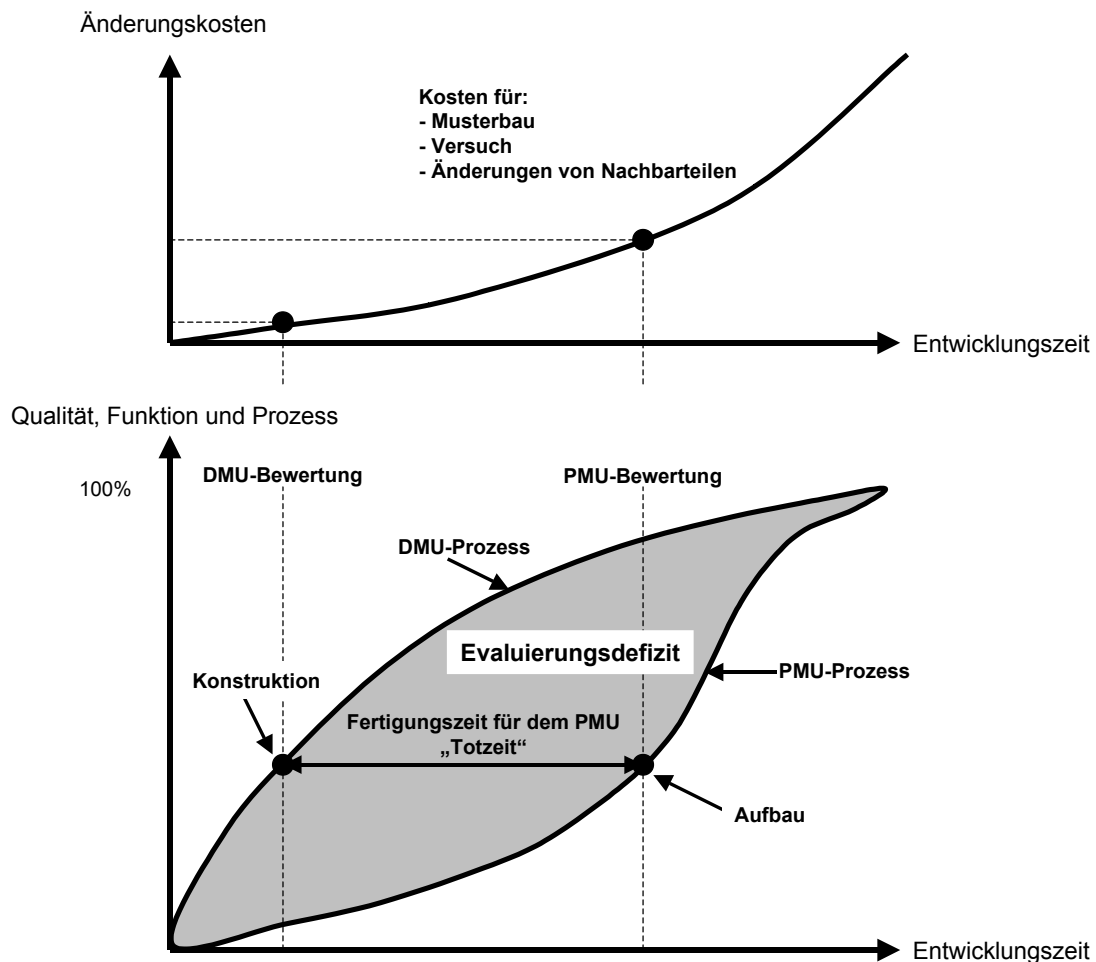 Änderungskosten
Kosten für:
- Musterbau
- Versuch
- Änderungen von Nachbarteilen
Entwicklungszeit
Qualität, Funktion und Prozess
100%
DMU-Bewertung
PMU-Bewertung
DMU-Prozess
Evaluierungsdefizit
Konstruktion
PMU-Prozess
Fertigungszeit für dem PMU
„Totzeit“
Aufbau
Entwicklungszeit